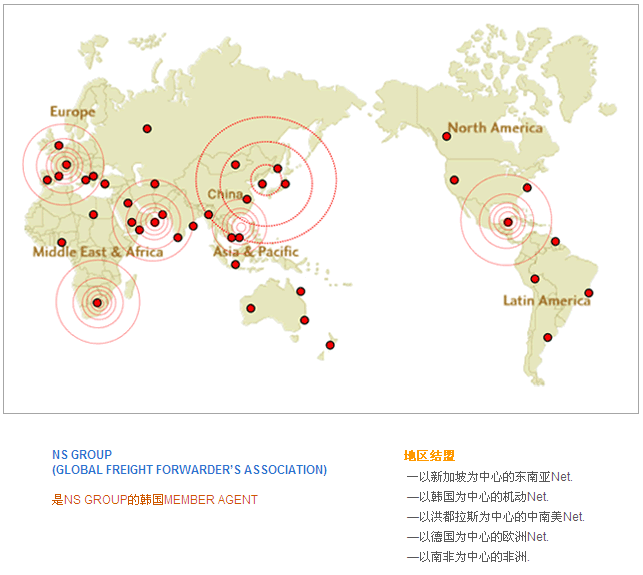 Europe
North America
China
Middle East & Africa
Asia & Pacific
Latin America
NS GROUP
(GLOBAL FREIGHT FORWARDER'S ASSOCIATION)
是NS GROUP的韩国MEMBER AGENT
地区结盟
—以新加坡为中心的东南亚Net.
—以韩国为中心的机动Net.
—以洪都拉斯为中心的中南美Net.
—以德国为中心的欧洲Net.
—以南非为中心的非洲.